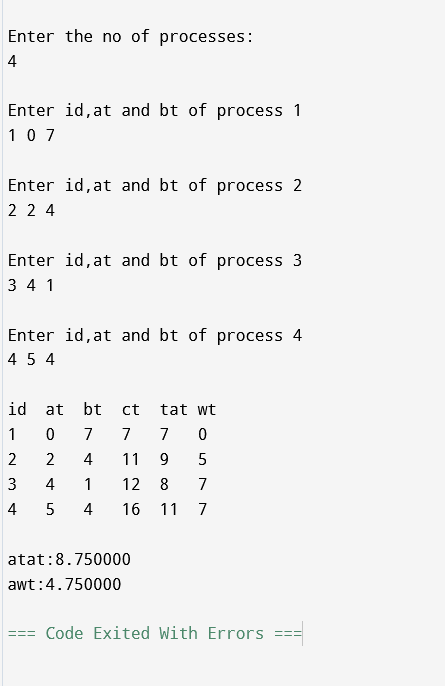 Enter the no of processes:
4
Enter id,at and bt of process 1
1 0 7
Enter id,at and bt of process 2
2 2 4
Enter id,at and bt of process 3
3 4 1
Enter id,at and bt of process 4
4 5 4
id at bt ct tat wt
1 0 7 7 7 0
2 2 4 11 9 5
3 4 1 12 8 7
4 5 4 16 11 7
atat:8.750000
awt:4.750000
=== Code Exited With Errors ===